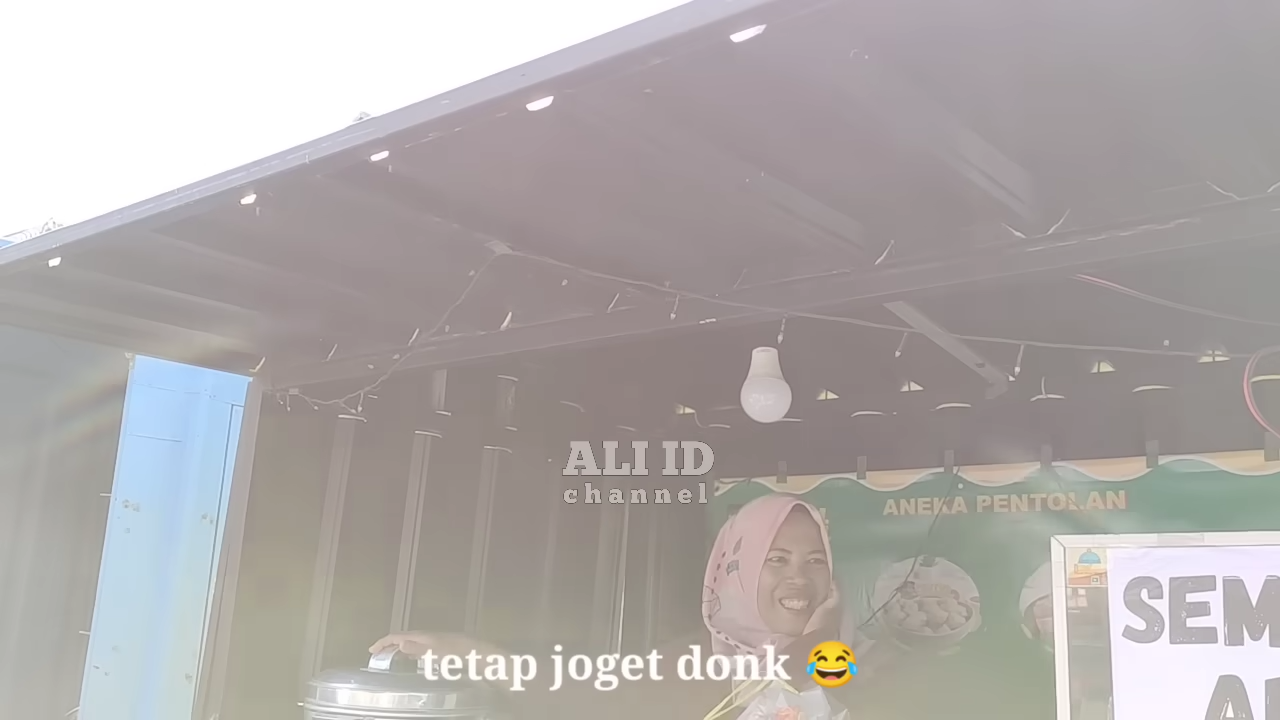 ALI ID
channel
ANEKA PENTOLAN
SEM
tetap joget donk 😂